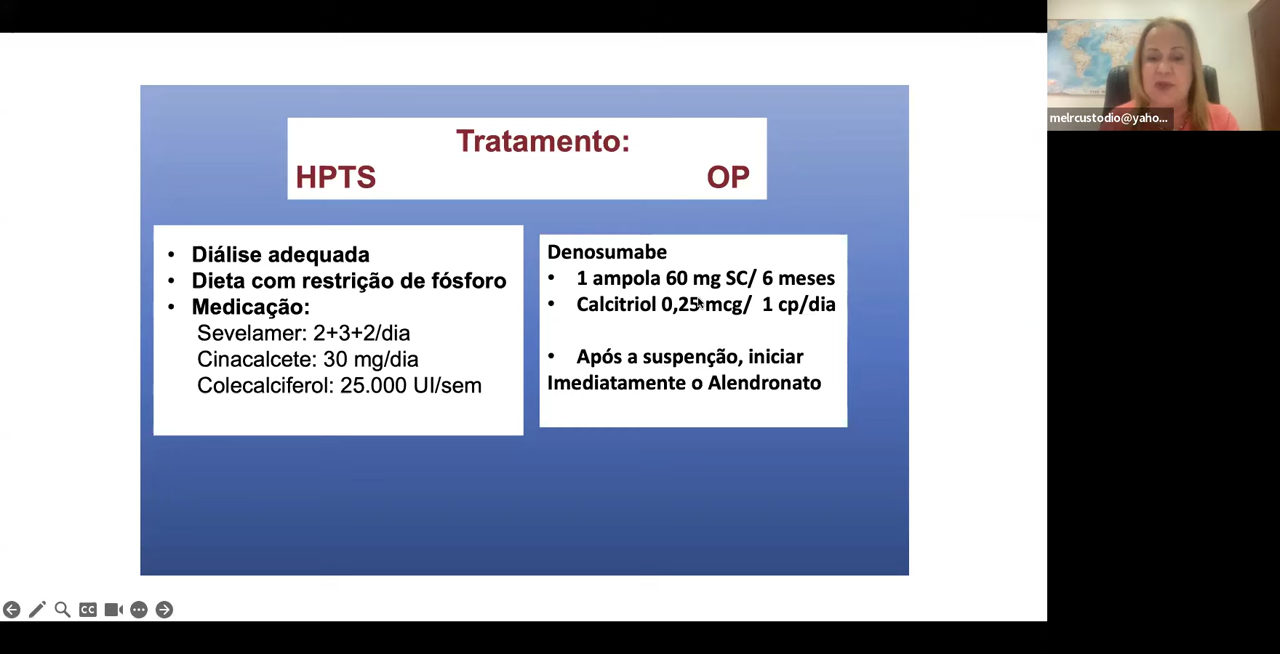 melrcustodio@yaho...
Tratamento:
HPTS OP
• Diálise adequada
• Dieta com restrição de fósforo
• Medicação:
Sevelamer: 2+3+2/dia
Cinacalcete: 30 mg/dia
Colecalciferol: 25.000 UI/sem
Denosumabe
• 1 ampola 60 mg SC/ 6 meses
• Calcitriol 0,25 mcg/ 1 cp/dia
• Após a suspenção, iniciar
Imediatamente o Alendronato
CC